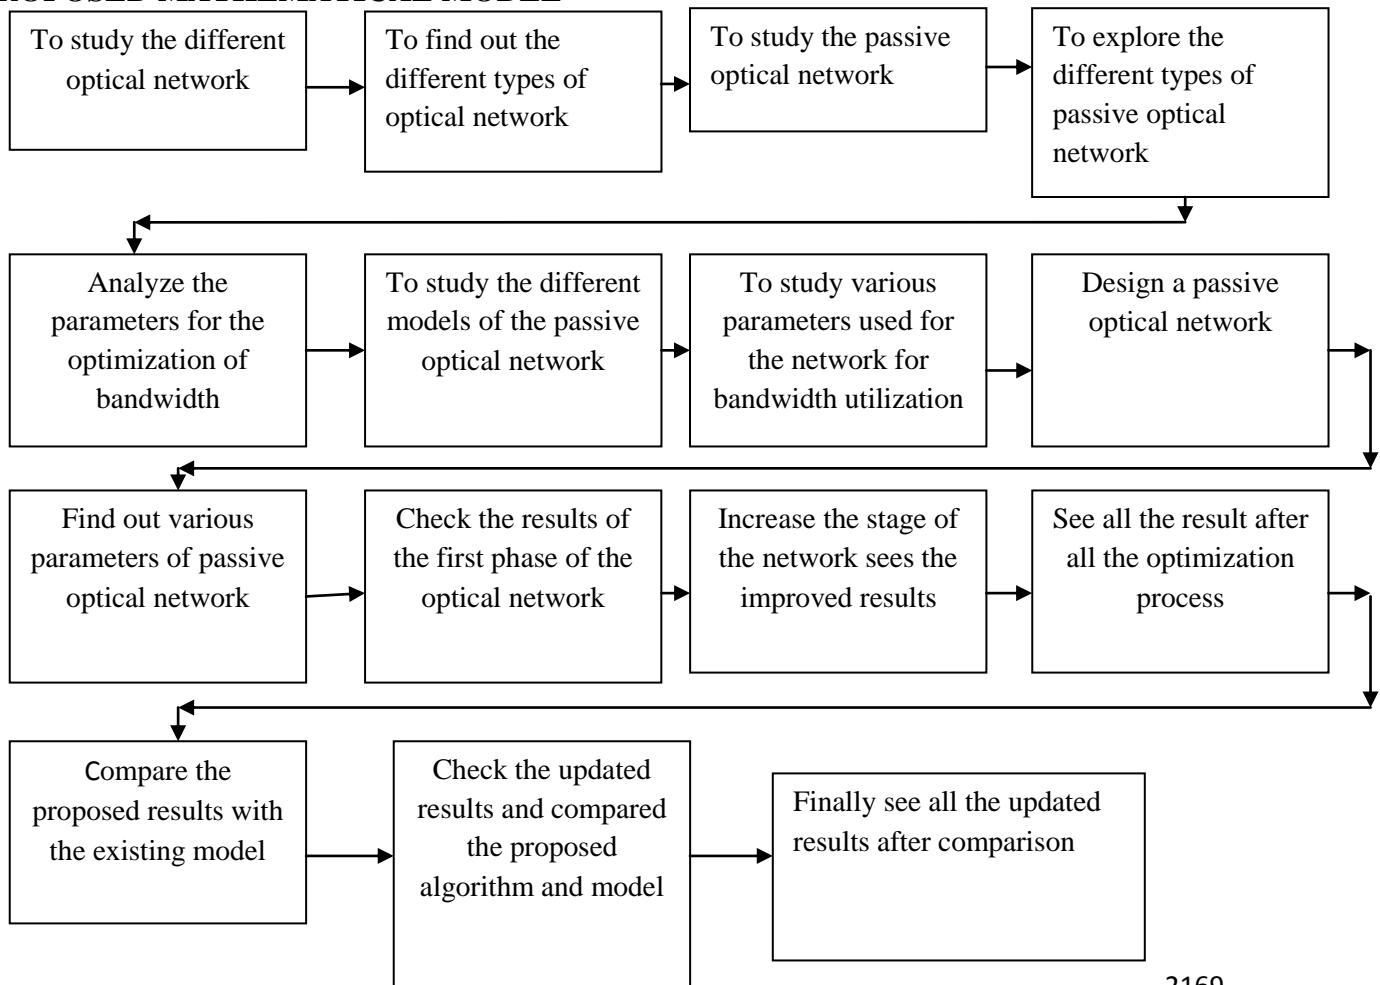 ROPOSED MATHEMATICAL MODEL
To study the different
optical network
To find out the
different types of
optical network
To study the passive
optical network
To explore the
different types of
passive optical
network
Analyze the
parameters for the
optimization of
bandwidth
To study the different
models of the passive
optical network
To study various
parameters used for
the network for
bandwidth utilization
Design a passive
optical network
Find out various
parameters of passive
optical network
Check the results of
the first phase of the
optical network
Increase the stage of
the network sees the
improved results
See all the result after
all the optimization
process
Compare the
proposed results with
the existing model
Check the updated
results and compared
the proposed
algorithm and model
Finally see all the updated
results after comparison
2169